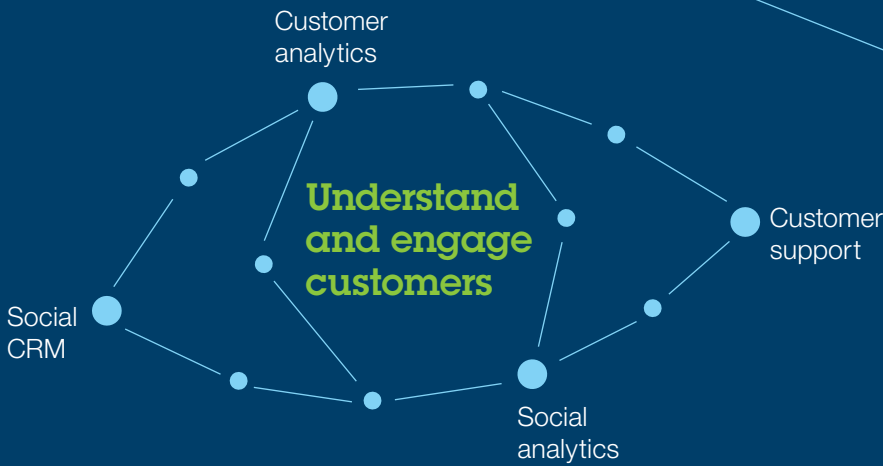 Customer
analytics
Understand
and engage
customers
Customer
support
Social
CRM
Social
analytics